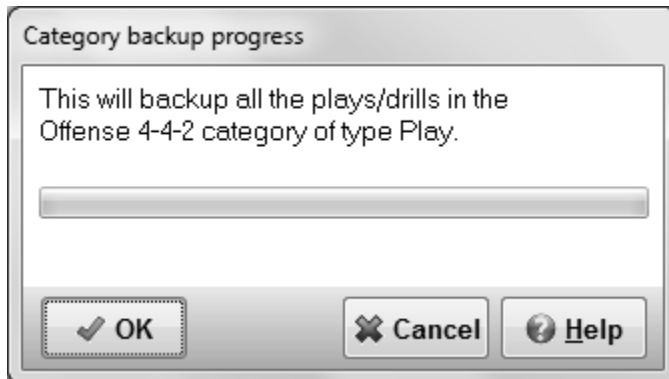 Category backup progress
This will backup all the plays/drills in the
Offense 4-4-2 category of type Play.
OK
Cancel
Help